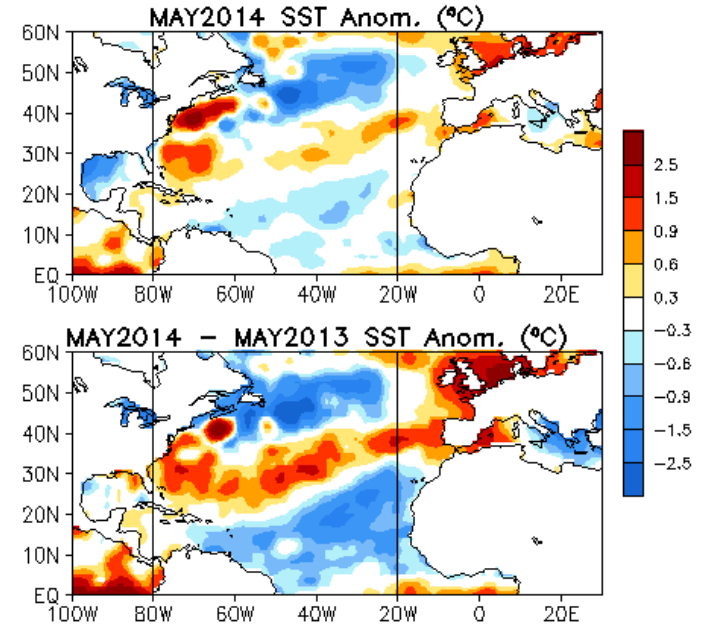 MAY2014 SST Anom. (ºC)
60N
50N
40N
30N
20N
10N
EQ
100W 80W 60W 40W 20W 0 20E
MAY2014 – MAY2013 SST Anom. (ºC)
60N
50N
40N
30N
20N
10N
EQ
100W 80W 60W 40W 20W 0 20E
2.5
1.5
0.9
0.6
0.3
-0.3
-0.6
-0.9
-1.5
-2.5